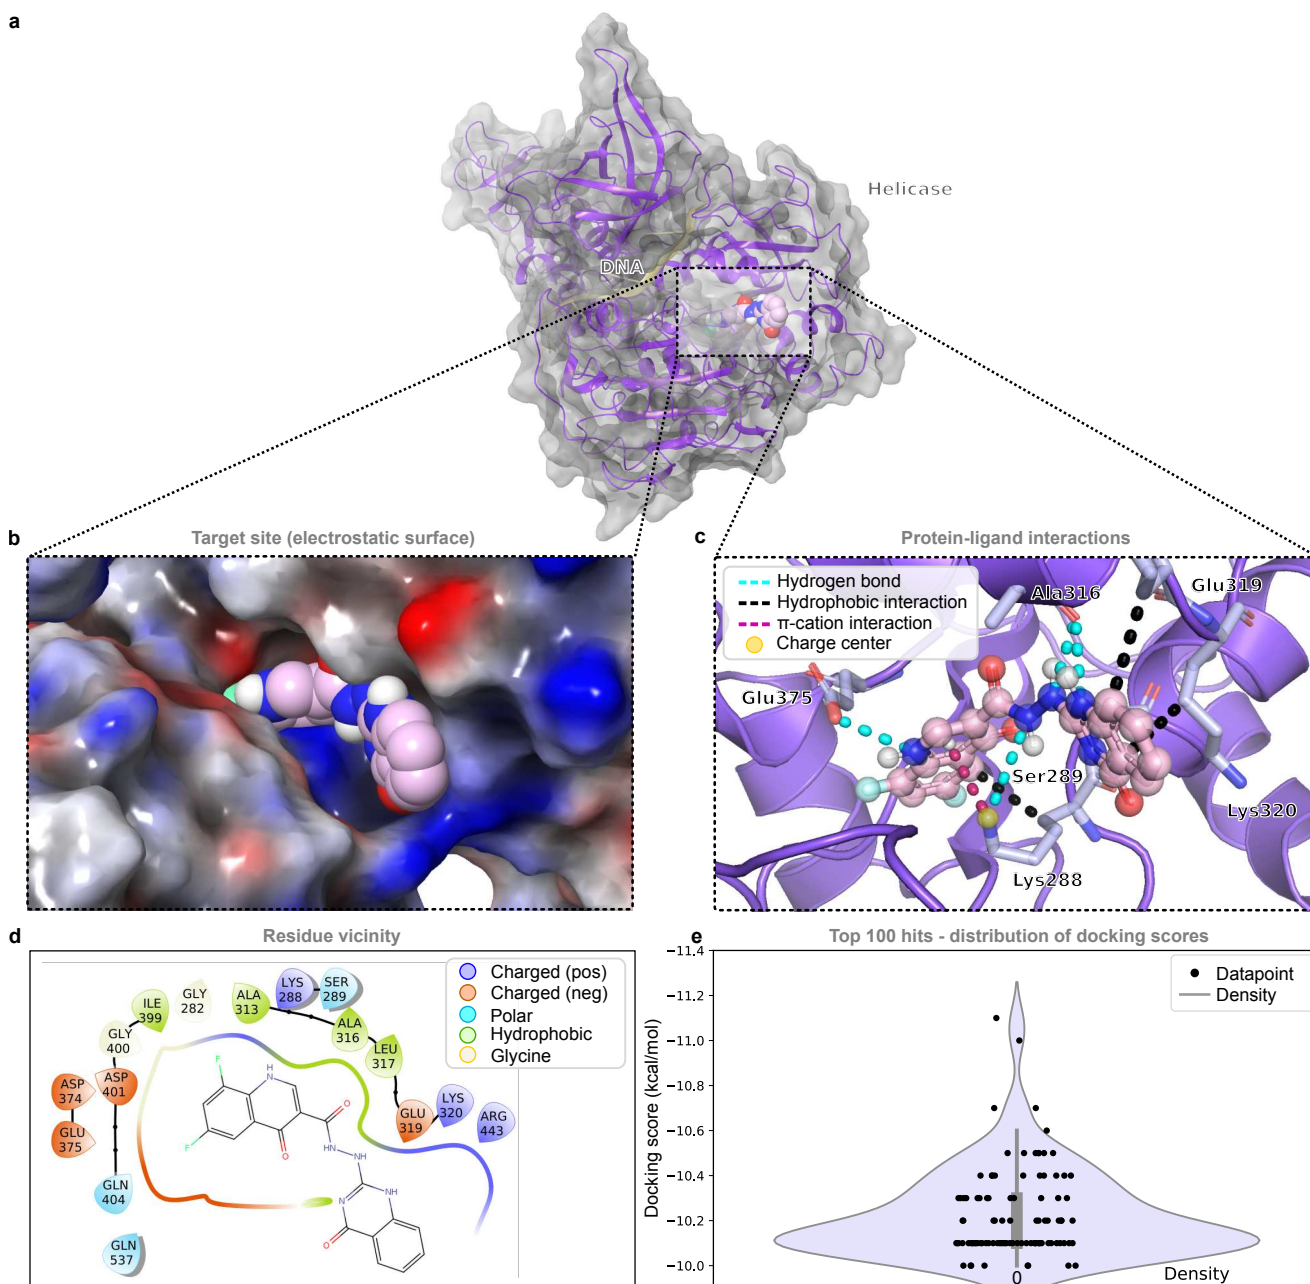 a
Helicase
DNA
b
Target site (electrostatic surface)
c
Protein-ligand interactions
Hydrogen bond
Hydrophobic interaction
π-cation interaction
Charge center
Ala316
Glu319
Glu375
Ser289
Lys320
Lys288
d
Residue vicinity
Charged (pos)
Charged (neg)
Polar
Hydrophobic
Glycine
ILE
399
GLY
282
ALA
313
LYS
288
SER
289
ALA
316
LEU
317
GLY
400
ASP
374
ASP
401
GLU
375
GLU
319
LYS
320
ARG
443
GLN
404
GLN
537
F
F
NH
O
O
NH
NH
N
NH
O
e
Top 100 hits - distribution of docking scores
Datapoint
Density
Docking score (kcal/mol)
−11.4
−11.2
−11.0
−10.8
−10.6
−10.4
−10.2
−10.0
0
Density